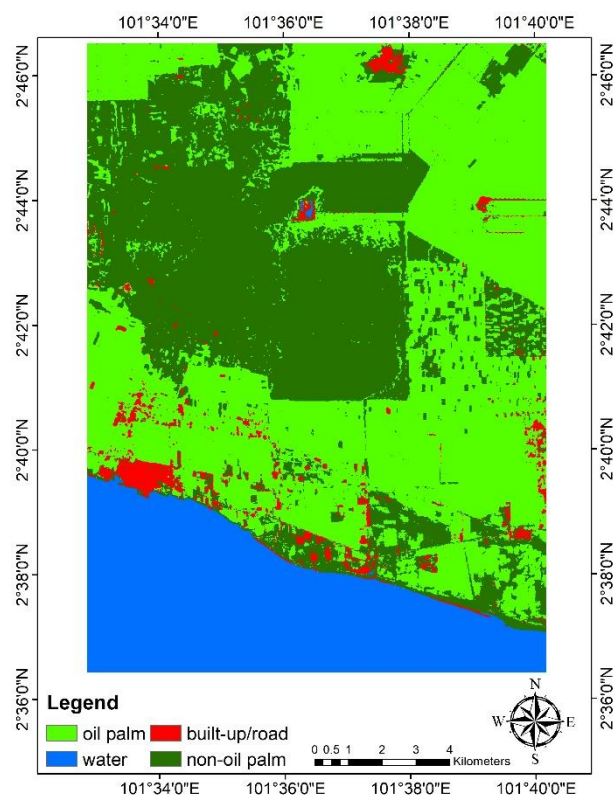 101°34'0"E 101°36'0"E 101°38'0"E 101°40'0"E
2°46'0"N 2°46'0"N
2°44'0"N 2°44'0"N
2°42'0"N 2°42'0"N
2°40'0"N 2°40'0"N
2°38'0"N 2°38'0"N
2°36'0"N 2°36'0"N
Legend
oil palm built-up/road
water non-oil palm
0 0.5 1 2 3 4
Kilometers
N
W E
S
101°34'0"E 101°36'0"E 101°38'0"E 101°40'0"E